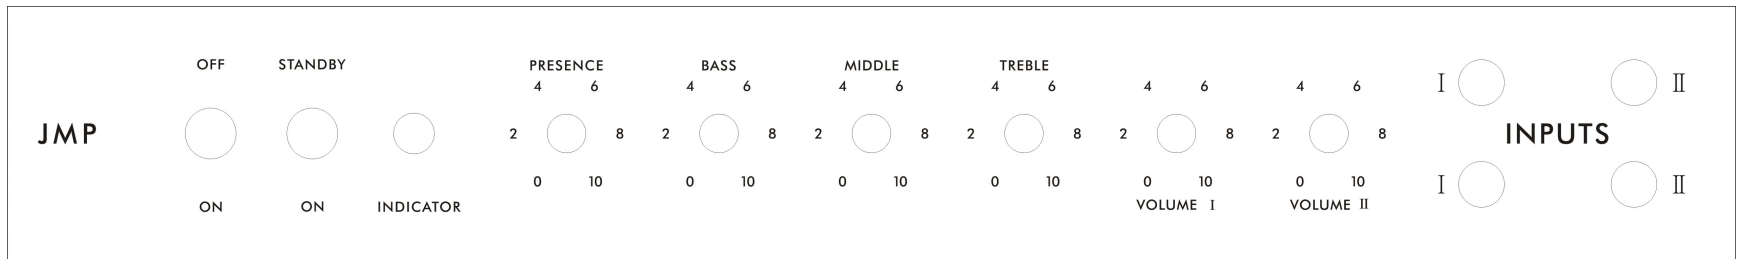 OFF STANDBY PRESENCE BASS MIDDLE TREBLE
4 6 4 6 4 6 4 6 4 6 4 6 I II
JMP 2 8 2 8 2 8 2 8 2 8 2 8 INPUTS
0 10 0 10 0 10 0 10 0 10 0 10 I II
ON ON INDICATOR VOLUME I VOLUME II